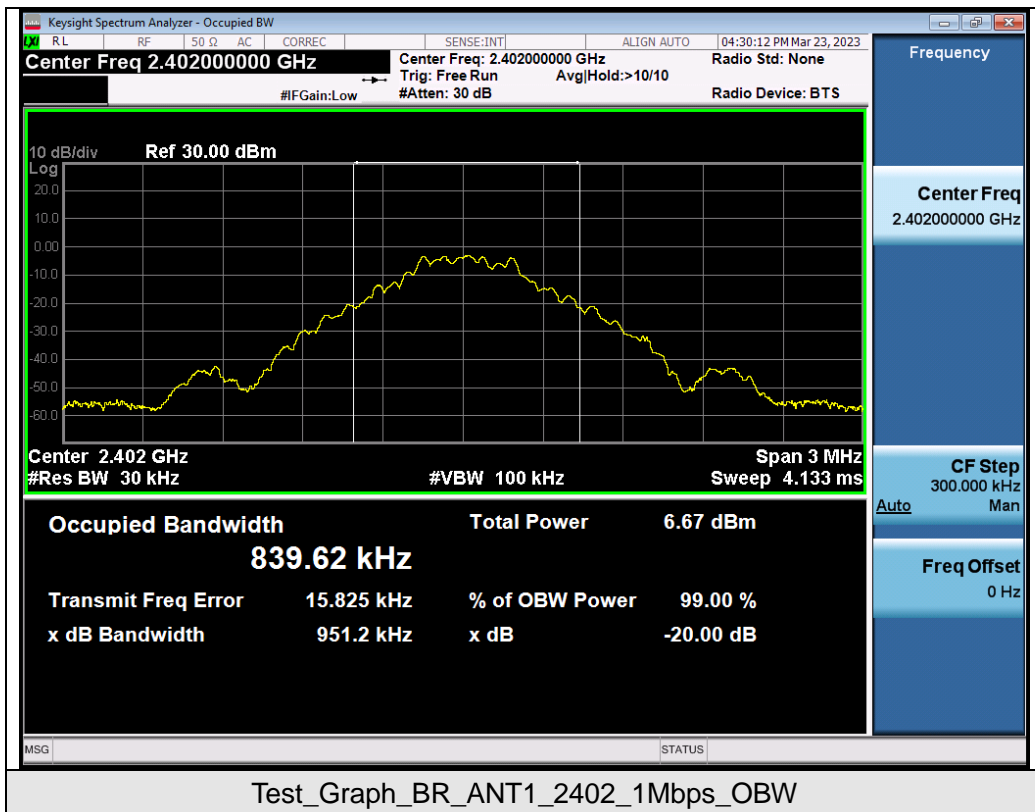 Keysight Spectrum Analyzer - Occupied BW
LXI RL RF 50 Ω AC CORREC SENSE:INT ALIGN AUTO 04:30:12 PM Mar 23, 2023
Center Freq 2.402000000 GHz
Center Freq: 2.402000000 GHz Radio Std: None
Trig: Free Run Avg|Hold:>10/10
#IFGain:Low #Atten: 30 dB Radio Device: BTS
Frequency
10 dB/div Ref 30.00 dBm
Log
20.0
10.0
0.00
-10.0
-20.0
-30.0
-40.0
-50.0
-60.0
Center 2.402 GHz Span 3 MHz
#Res BW 30 kHz #VBW 100 kHz Sweep 4.133 ms
Center Freq
2.402000000 GHz
CF Step
300.000 kHz
Auto Man
Freq Offset
0 Hz
Occupied Bandwidth Total Power 6.67 dBm
839.62 kHz
Transmit Freq Error 15.825 kHz % of OBW Power 99.00 %
x dB Bandwidth 951.2 kHz x dB -20.00 dB
MSG STATUS
Test_Graph_BR_ANT1_2402_1Mbps_OBW